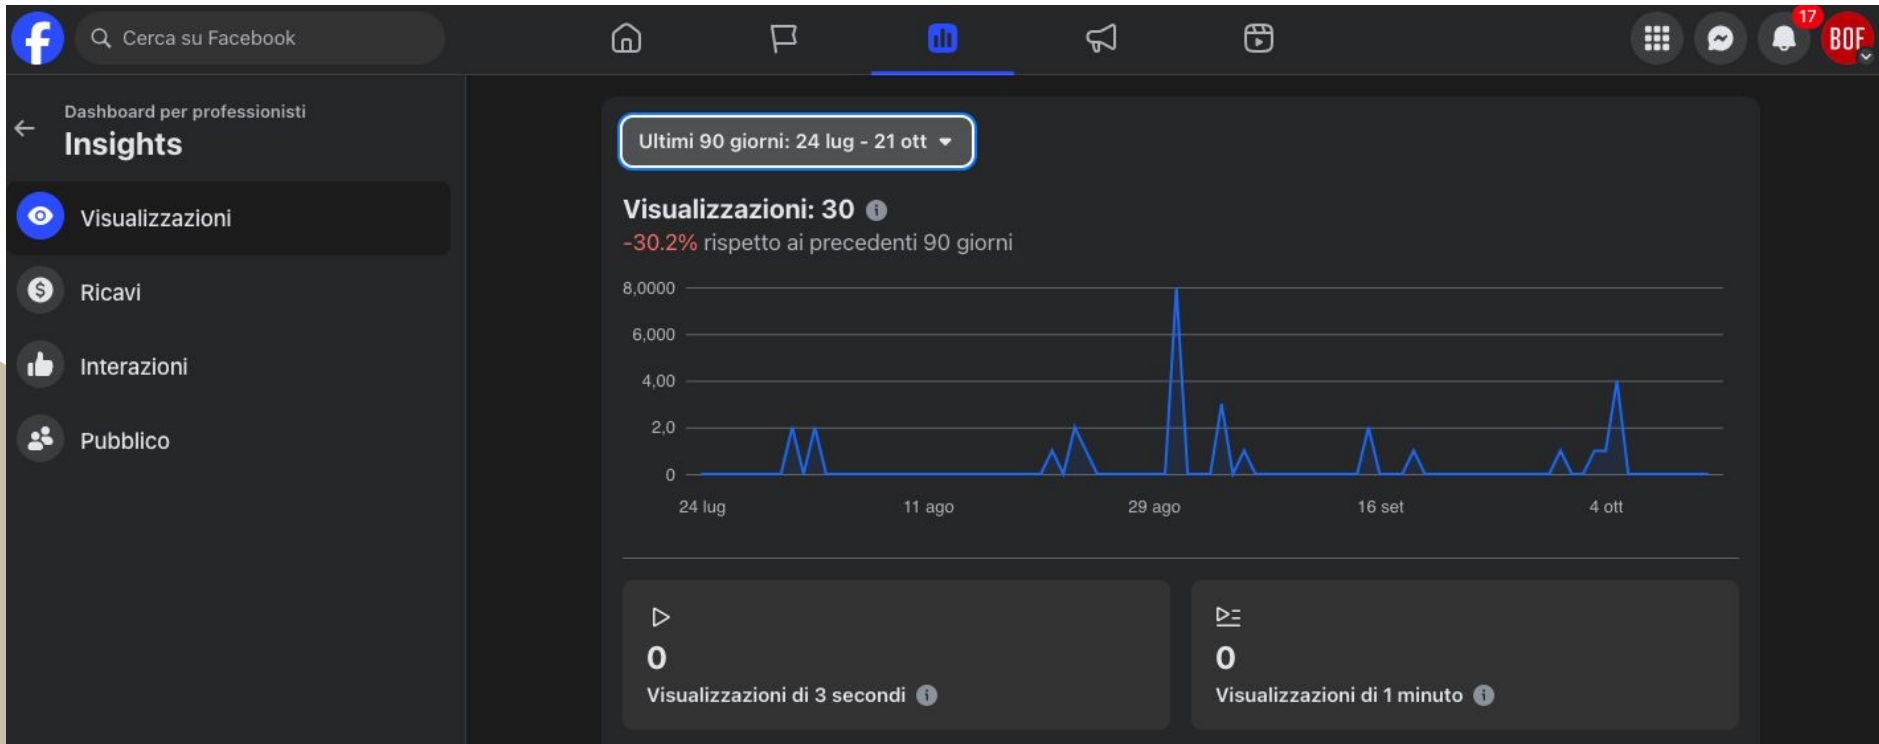 Cerca su Facebook
17
BOF
Dashboard per professionisti
Insights
Visualizzazioni
Ricavi
Interazioni
Pubblico
Ultimi 90 giorni: 24 lug - 21 ott
Visualizzazioni: 30
-30.2% rispetto ai precedenti 90 giorni
8,0000
6,000
4,00
2,0
0
24 lug 11 ago 29 ago 16 set 4 ott
0
Visualizzazioni di 3 secondi
0
Visualizzazioni di 1 minuto